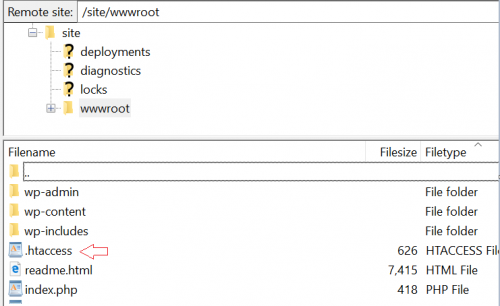 Remote site: /site/wwwroot
site
deployments
diagnostics
locks
wwwroot
Filename Filesize Filetype
..
wp-admin File folder
wp-content File folder
wp-includes File folder
.htaccess 626 HTACCESS File
readme.html 7,415 HTML File
index.php 418 PHP File